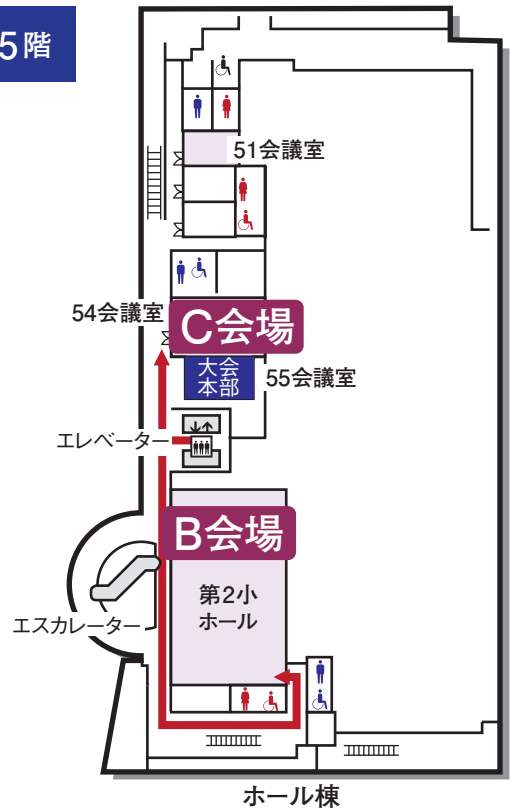 5階
51会議室
54会議室
C会場
大会
本部
55会議室
エレベーター
B会場
第2小
ホール
エスカレーター
ホール棟